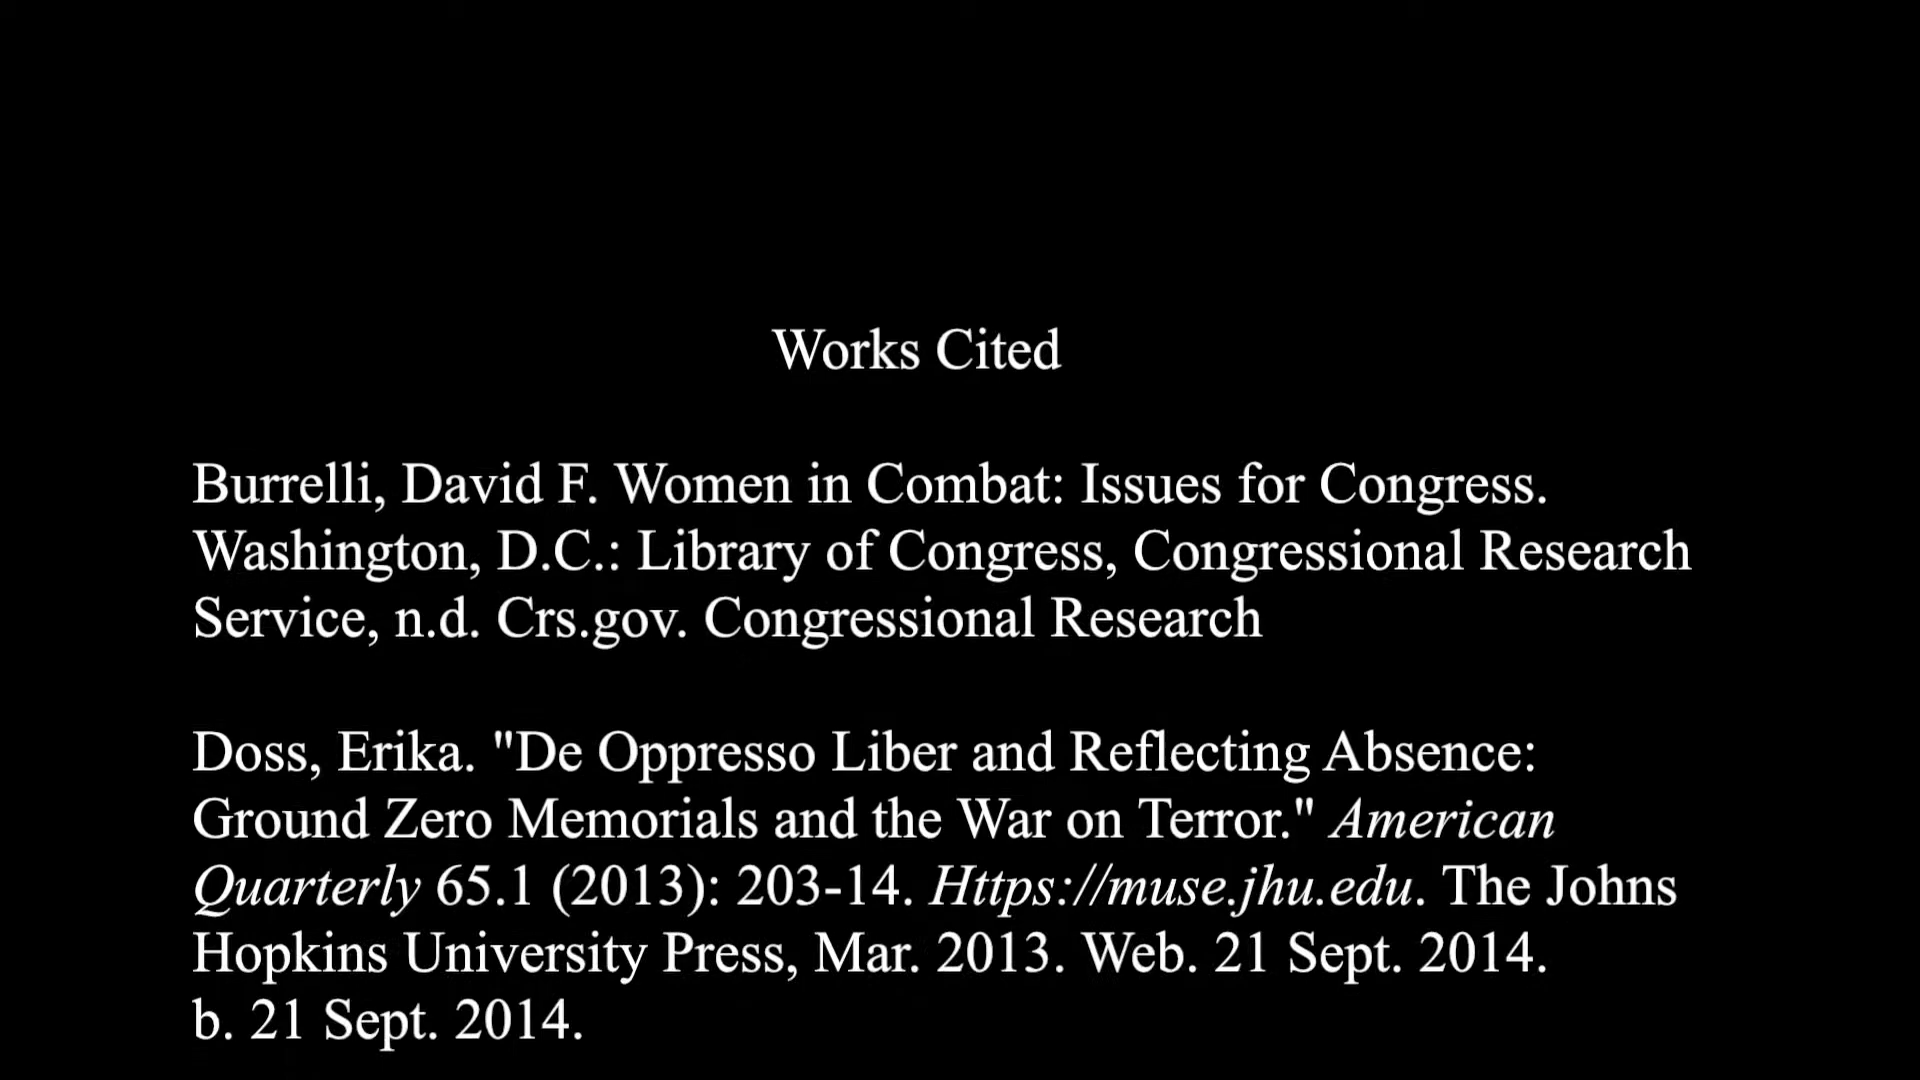 Works Cited
Burrelli, David F. Women in Combat: Issues for Congress.
Washington, D.C.: Library of Congress, Congressional Research
Service, n.d. Crs.gov. Congressional Research
Doss, Erika. "De Oppresso Liber and Reflecting Absence:
Ground Zero Memorials and the War on Terror." American
Quarterly 65.1 (2013): 203-14. Https://muse.jhu.edu. The Johns
Hopkins University Press, Mar. 2013. Web. 21 Sept. 2014.
b. 21 Sept. 2014.